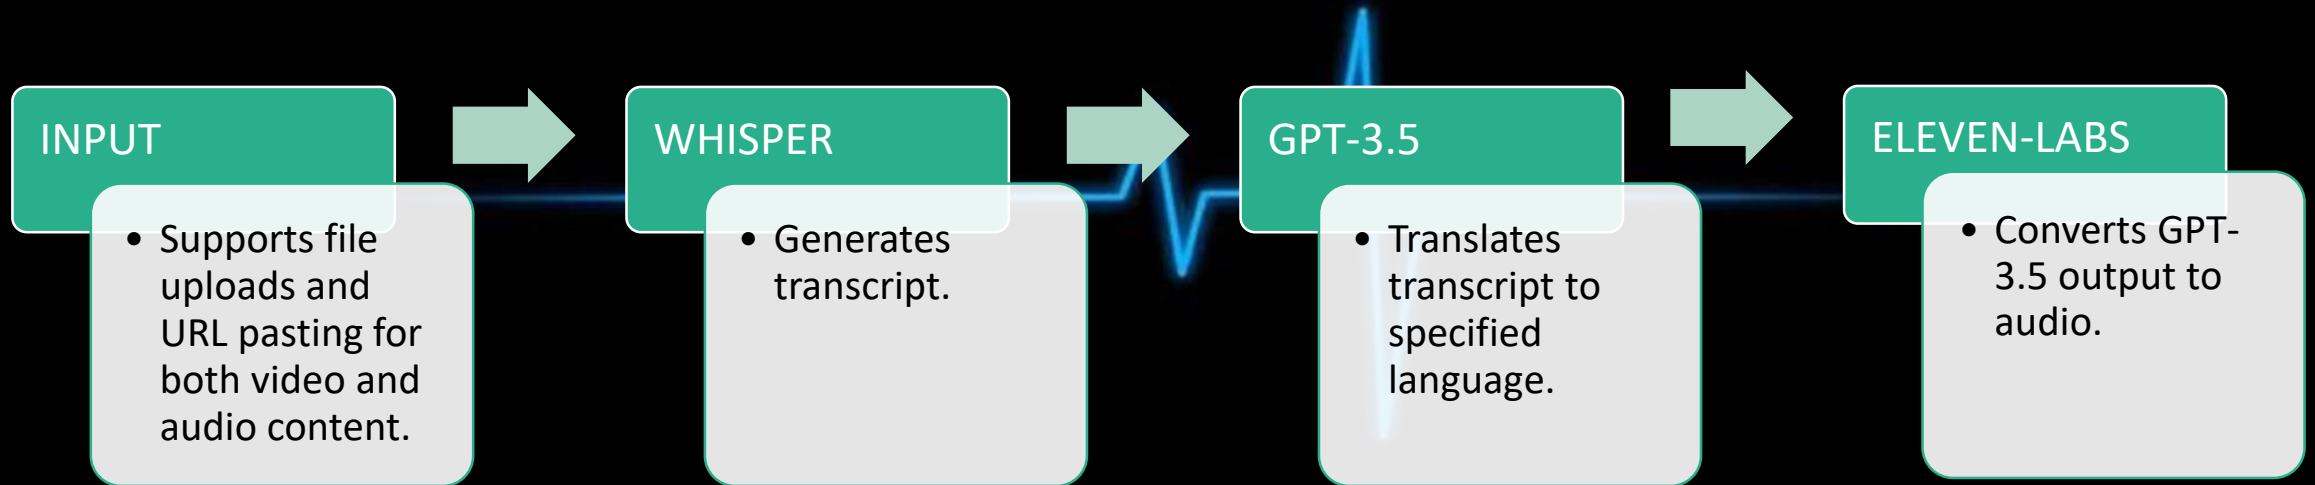 INPUT
• Supports file
uploads and
URL pasting for
both video and
audio content.
WHISPER
• Generates
transcript.
GPT-3.5
• Translates
transcript to
specified
language.
ELEVEN-LABS
• Converts GPT-
3.5 output to
audio.